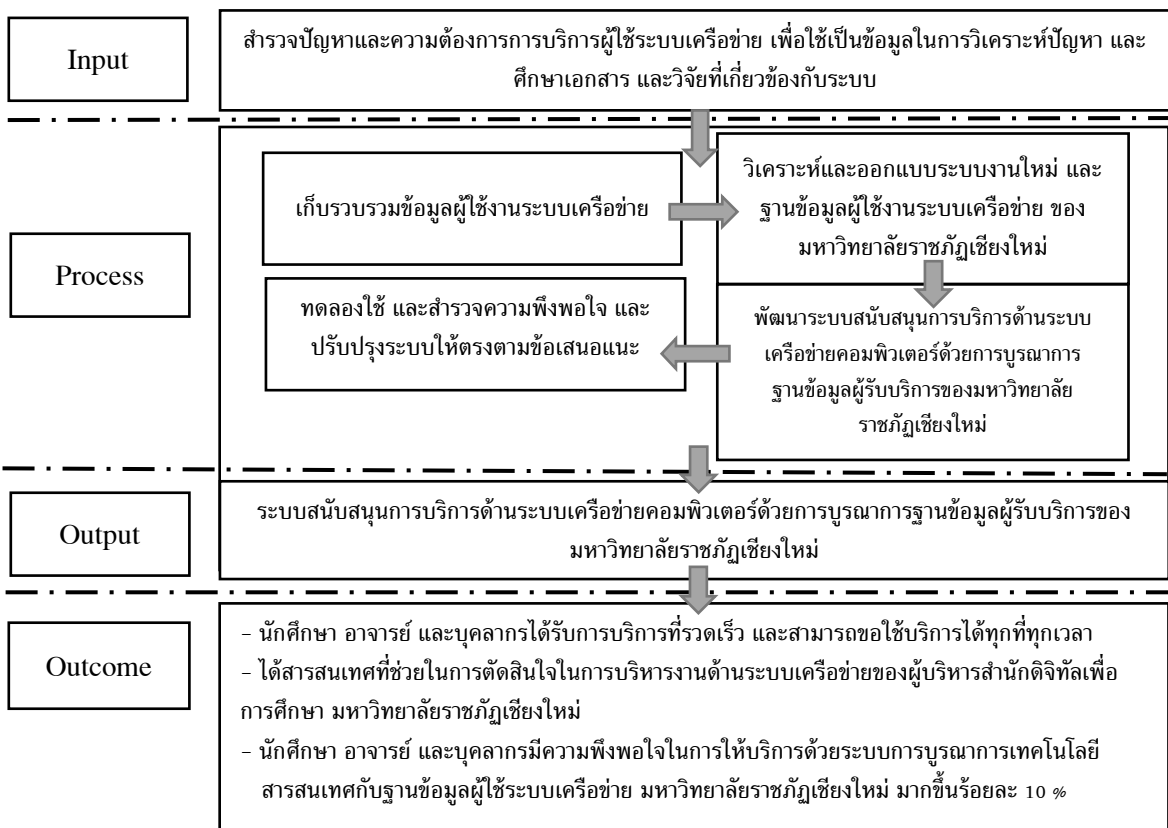 Input
สำรวจปัญหาและความต้องการการบริการผู้ใช้ระบบเครือข่าย เพื่อใช้เป็นข้อมูลในการวิเคราะห์ปัญหา และ
ศึกษาเอกสาร และวิจัยที่เกี่ยวข้องกับระบบ
Process
เก็บรวบรวมข้อมูลผู้ใช้งานระบบเครือข่าย
วิเคราะห์และออกแบบระบบงานใหม่ และ
ฐานข้อมูลผู้ใช้งานระบบเครือข่าย ของ
มหาวิทยาลัยราชภัฏเชียงใหม่
พัฒนาระบบสนับสนุนการบริการด้านระบบ
เครือข่ายคอมพิวเตอร์ด้วยการบูรณาการ
ฐานข้อมูลผู้รับบริการของมหาวิทยาลัย
ราชภัฏเชียงใหม่
ทดลองใช้ และสำรวจความพึงพอใจ และ
ปรับปรุงระบบให้ตรงตามข้อเสนอแนะ
Output
ระบบสนับสนุนการบริการด้านระบบเครือข่ายคอมพิวเตอร์ด้วยการบูรณาการฐานข้อมูลผู้รับบริการของ
มหาวิทยาลัยราชภัฏเชียงใหม่
Outcome
– นักศึกษา อาจารย์ และบุคลากรได้รับการบริการที่รวดเร็ว และสามารถขอใช้บริการได้ทุกที่ทุกเวลา
– ได้สารสนเทศที่ช่วยในการตัดสินใจในการบริหารงานด้านระบบเครือข่ายของผู้บริหารสำนักดิจิทัลเพื่อ
การศึกษา มหาวิทยาลัยราชภัฏเชียงใหม่
– นักศึกษา อาจารย์ และบุคลากรมีความพึงพอใจในการให้บริการด้วยระบบการบูรณาการเทคโนโลยี
สารสนเทศกับฐานข้อมูลผู้ใช้ระบบเครือข่าย มหาวิทยาลัยราชภัฏเชียงใหม่ มากขึ้นร้อยละ 10 %